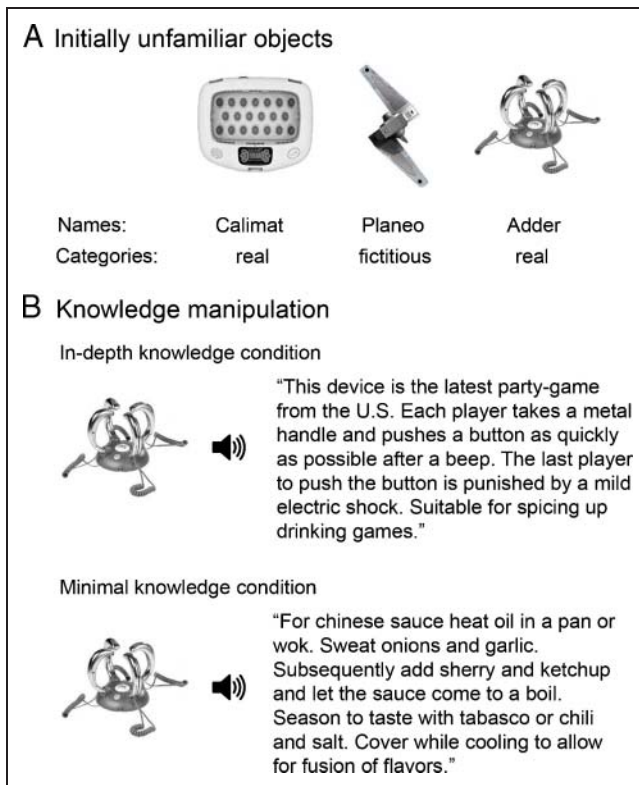 A Initially unfamiliar objects
Names: Calimat Planeo Adder
Categories: real fictitious real
B Knowledge manipulation
In-depth knowledge condition
“This device is the latest party-game
from the U.S. Each player takes a metal
handle and pushes a button as quickly
as possible after a beep. The last player
to push the button is punished by a mild
electric shock. Suitable for spicing up
drinking games.”
Minimal knowledge condition
“For chinese sauce heat oil in a pan or
wok. Sweat onions and garlic.
Subsequently add sherry and ketchup
and let the sauce come to a boil.
Season to taste with tabasco or chili
and salt. Cover while cooling to allow
for fusion of flavors.”